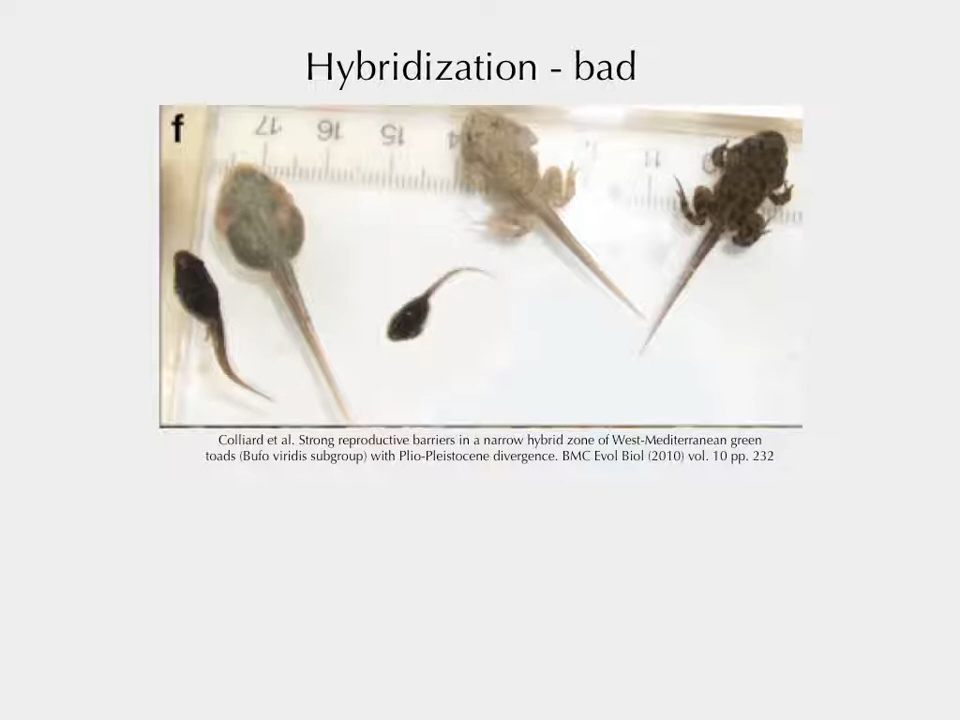 Hybridization - bad
f
17 16 15 14 11
Colliard et al. Strong reproductive barriers in a narrow hybrid zone of West-Mediterranean green
toads (Bufo viridis subgroup) with Plio-Pleistocene divergence. BMC Evol Biol (2010) vol. 10 pp. 232